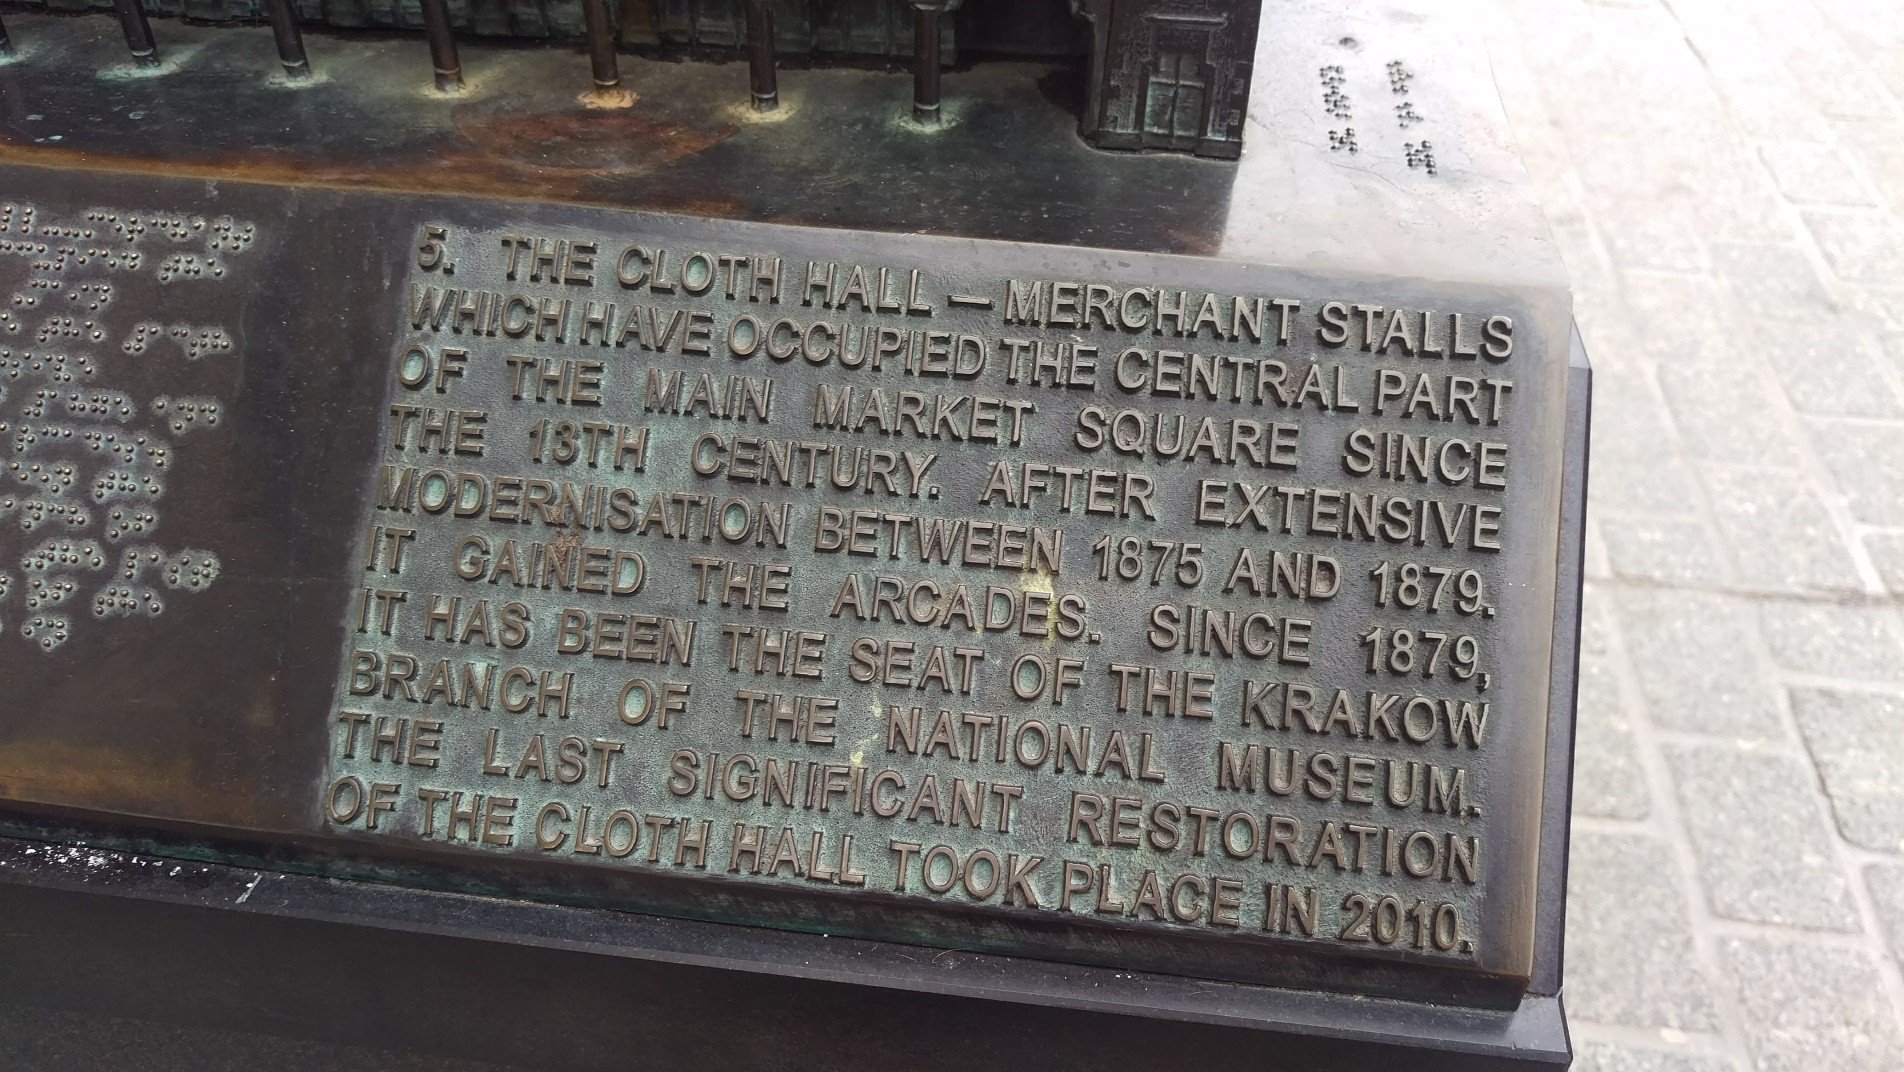 5. THE CLOTH HALL – MERCHANT STALLS
WHICH HAVE OCCUPIED THE CENTRAL PART
OF THE MAIN MARKET SQUARE SINCE
THE 13TH CENTURY. AFTER EXTENSIVE
MODERNISATION BETWEEN 1875 AND 1879.
IT GAINED THE ARCADES. SINCE 1879,
IT HAS BEEN THE SEAT OF THE KRAKOW
BRANCH OF THE NATIONAL MUSEUM.
THE LAST SIGNIFICANT RESTORATION
OF THE CLOTH HALL TOOK PLACE IN 2010.